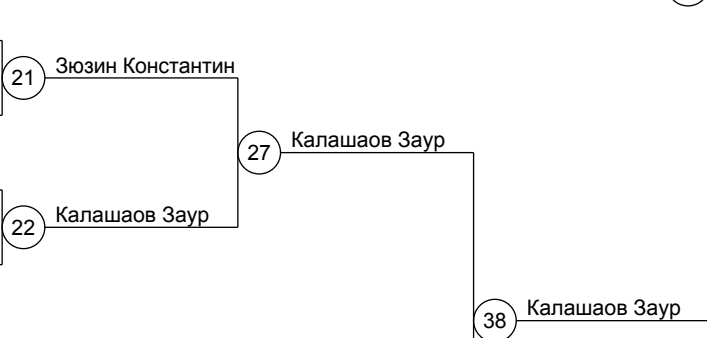 21 Зюзин Константин
27 Калашаов Заур
22 Калашаов Заур
38 Калашаов Заур